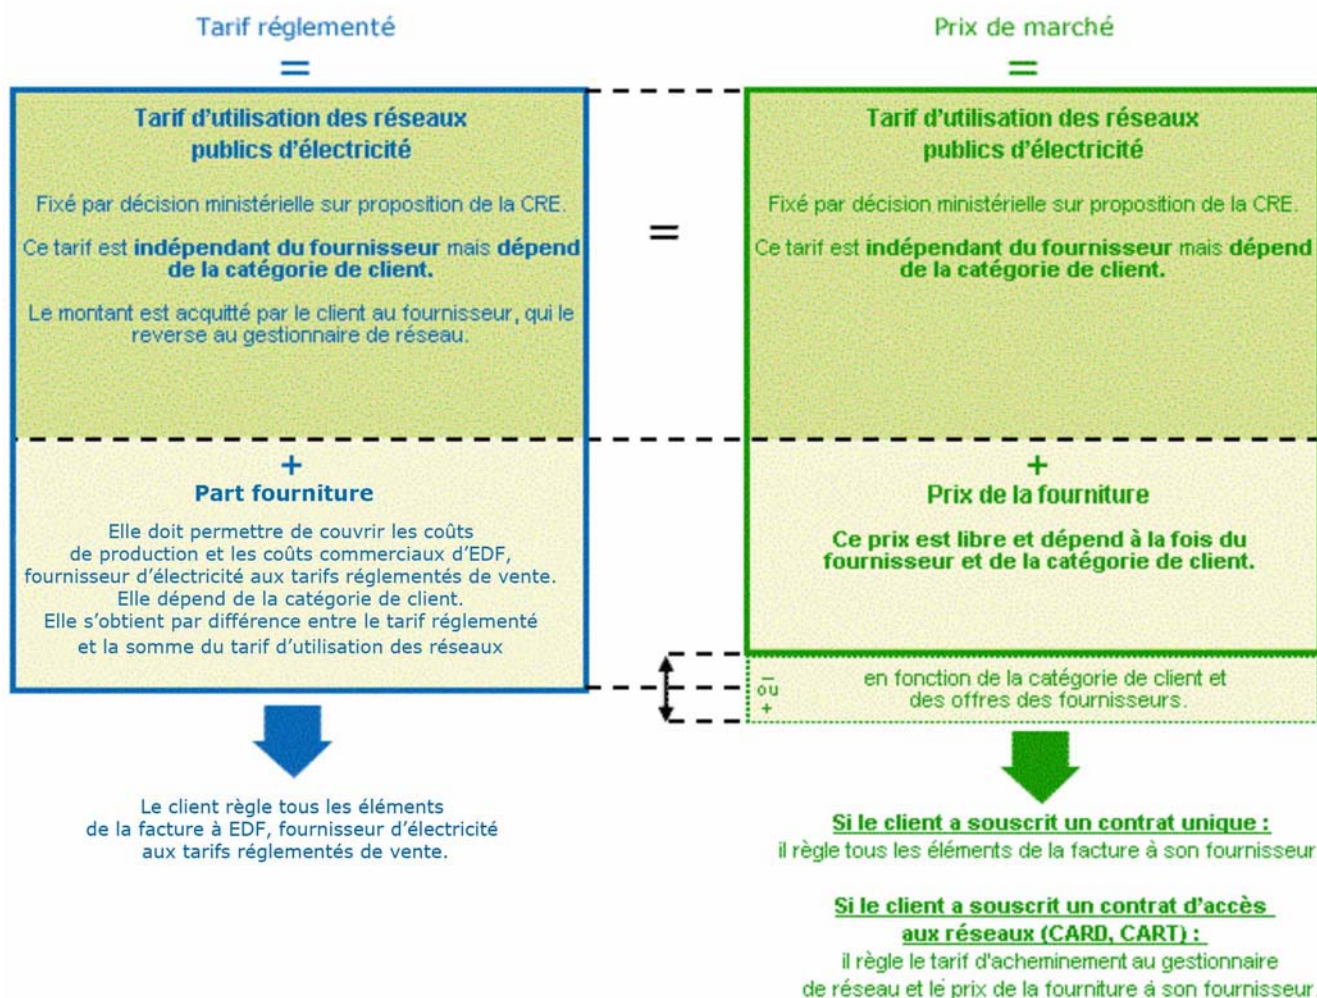 Tarif réglementé
=
Tarif d'utilisation des réseaux
publics d'électricité
Fixé par décision ministérielle sur proposition de la CRE.
Ce tarif est indépendant du fournisseur mais dépend
de la catégorie de client.
Le montant est acquitté par le client au fournisseur, qui le
reverse au gestionnaire de réseau.
+
Part fourniture
Elle doit permettre de couvrir les coûts
de production et les coûts commerciaux d'EDF,
fournisseur d'électricité aux tarifs réglementés de vente.
Elle dépend de la catégorie de client.
Elle s'obtient par différence entre le tarif réglementé
et la somme du tarif d'utilisation des réseaux
Le client règle tous les éléments
de la facture à EDF, fournisseur d'électricité
aux tarifs réglementés de vente.
=
Prix de marché
=
Tarif d'utilisation des réseaux
publics d'électricité
Fixé par décision ministérielle sur proposition de la CRE.
Ce tarif est indépendant du fournisseur mais dépend
de la catégorie de client.
+
Prix de la fourniture
Ce prix est libre et dépend à la fois du
fournisseur et de la catégorie de client.
–
ou
+
en fonction de la catégorie de client et
des offres des fournisseurs.
Si le client a souscrit un contrat unique :
il règle tous les éléments de la facture à son fournisseur
Si le client a souscrit un contrat d'accès
aux réseaux (CARD, CART) :
il règle le tarif d'acheminement au gestionnaire
de réseau et le prix de la fourniture à son fournisseur